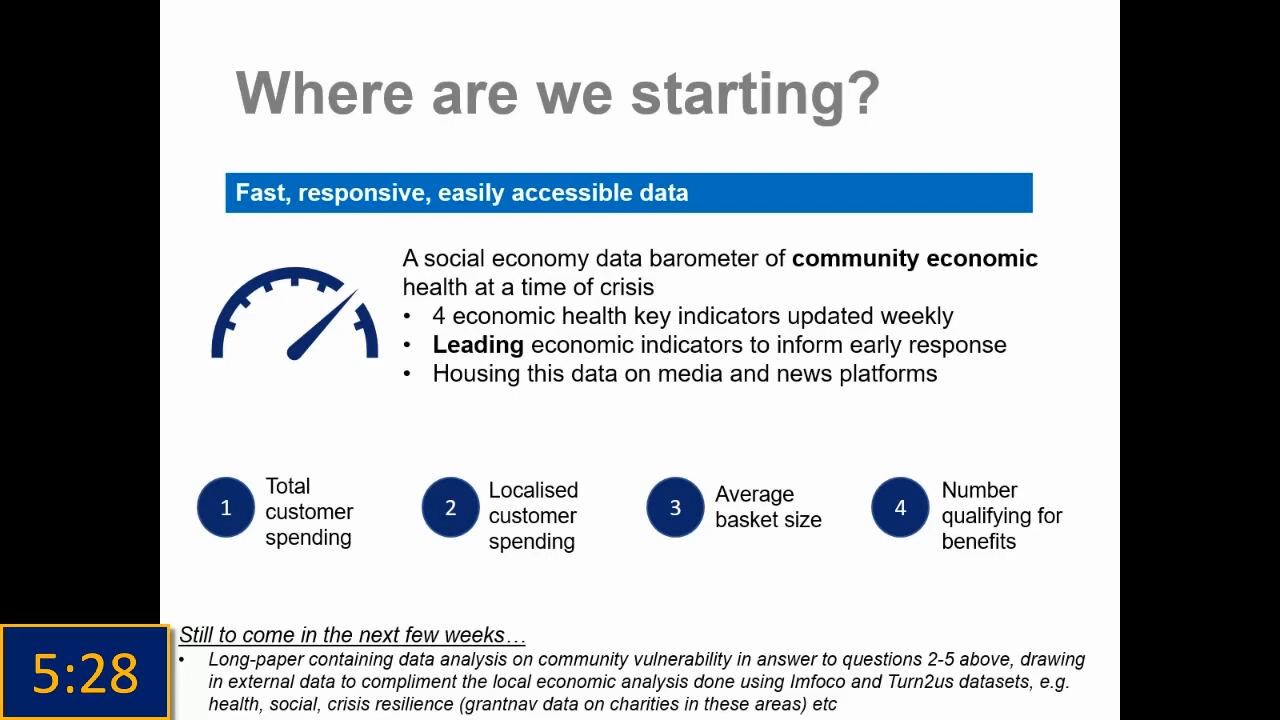 Where are we starting?
Fast, responsive, easily accessible data
A social economy data barometer of community economic
health at a time of crisis
• 4 economic health key indicators updated weekly
• Leading economic indicators to inform early response
• Housing this data on media and news platforms
1
Total
customer
spending
2
Localised
customer
spending
3
Average
basket size
4
Number
qualifying for
benefits
Still to come in the next few weeks…
• Long-paper containing data analysis on community vulnerability in answer to questions 2-5 above, drawing
in external data to compliment the local economic analysis done using Imfoco and Turn2us datasets, e.g.
health, social, crisis resilience (grantnav data on charities in these areas) etc
5:28